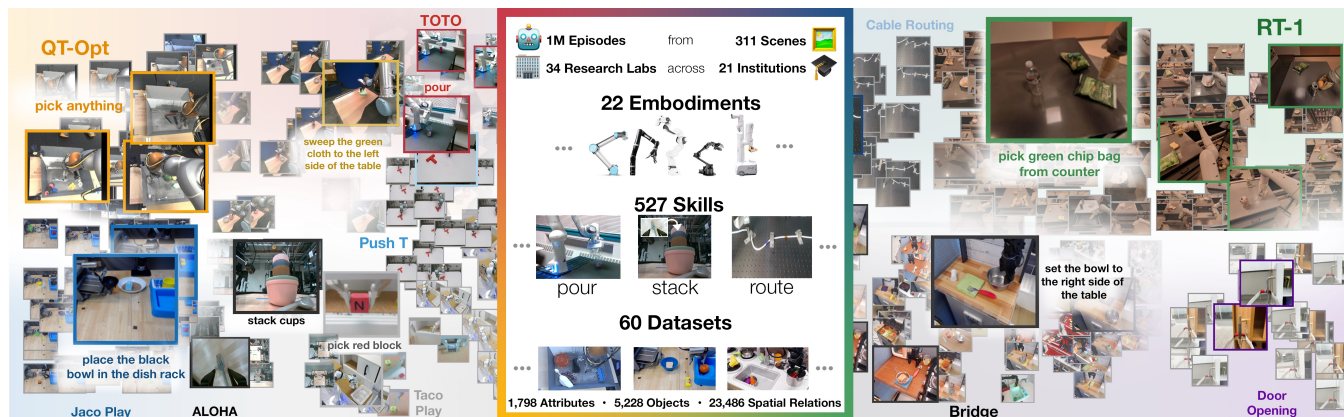 QT-Opt
pick anything
TOTO
pour
sweep the green
cloth to the left
side of the table
Push T
stack cups
N
pick red block
place the black
bowl in the dish rack
Jaco Play
ALOHA
Taco
Play
1M Episodes from 311 Scenes
34 Research Labs across 21 Institutions
22 Embodiments
527 Skills
pour stack route
60 Datasets
1,798 Attributes • 5,228 Objects • 23,486 Spatial Relations
Cable Routing
RT-1
pick green chip bag
from counter
set the bowl to
the right side of
the table
Bridge
Door
Opening